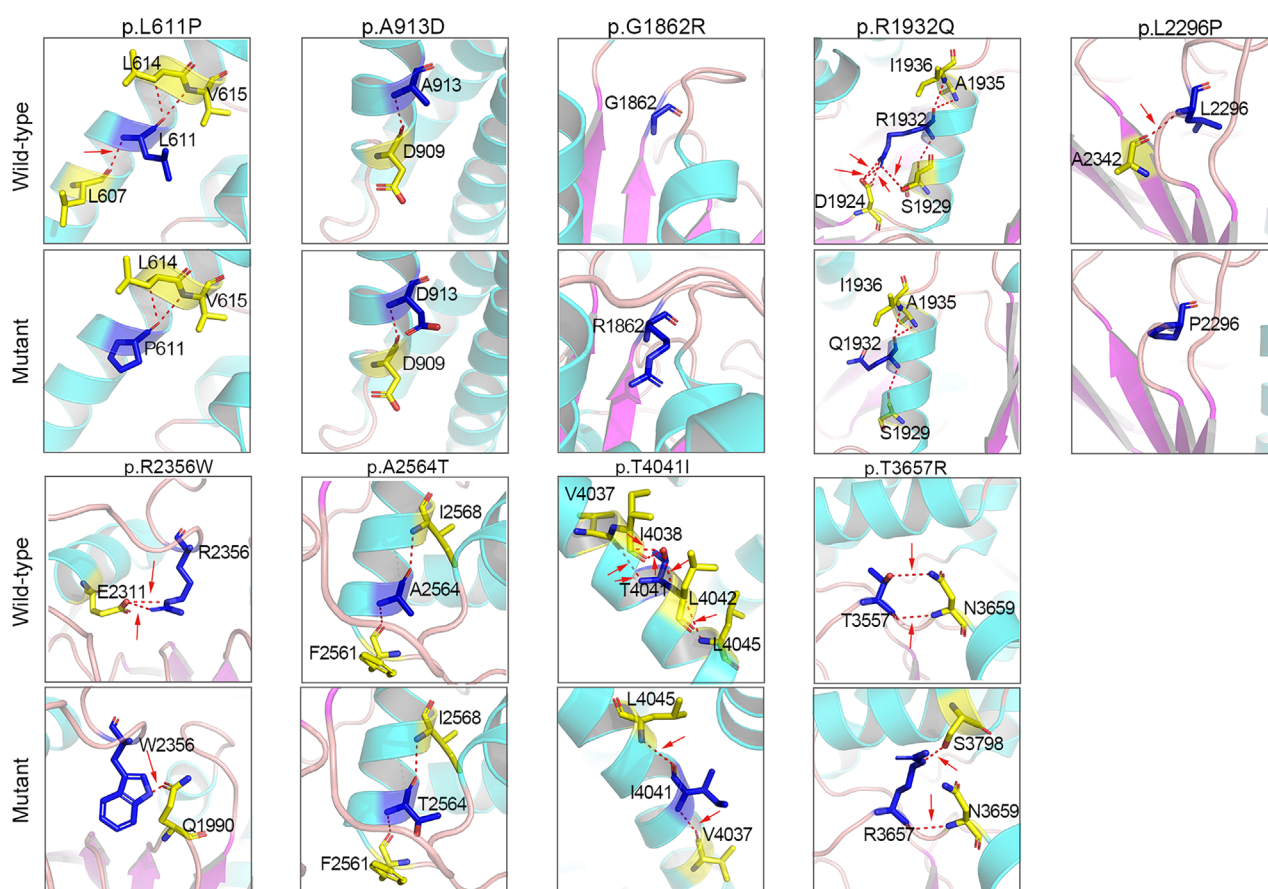 p.L611P
p.A913D
p.G1862R
p.R1932Q
p.L2296P
Wild-type
L614
V615
L611
L607
A913
D909
G1862
I1936
A1935
R1932
D1924
S1929
L2296
A2342
Mutant
L614
V615
P611
D913
D909
R1862
I1936
A1935
Q1932
S1929
P2296
p.R2356W
p.A2564T
p.T4041I
p.T3657R
Wild-type
R2356
E2311
I2568
A2564
F2561
V4037
I4038
T4041
L4042
L4045
T3557
N3659
Mutant
W2356
Q1990
I2568
T2564
F2561
L4045
I4041
V4037
S3798
N3659
R3657